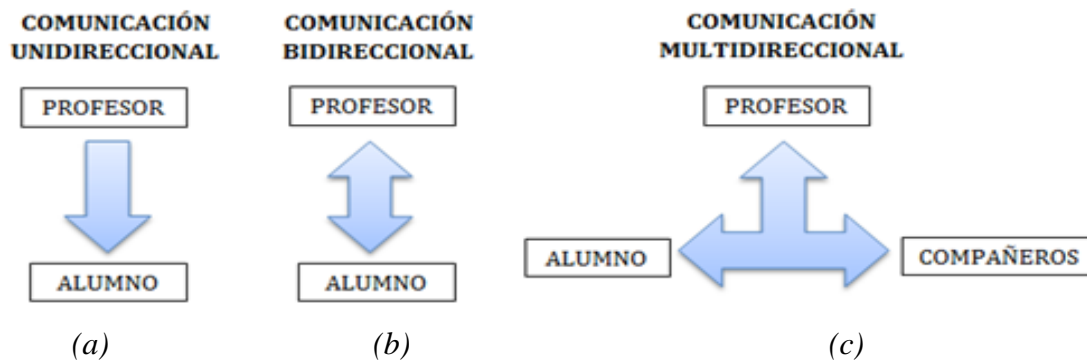 COMUNICACIÓN
UNIDIRECCIONAL
PROFESOR
ALUMNO
(a)
COMUNICACIÓN
BIDIRECCIONAL
PROFESOR
ALUMNO
(b)
COMUNICACIÓN
MULTIDIRECCIONAL
PROFESOR
ALUMNO
COMPAÑEROS
(c)